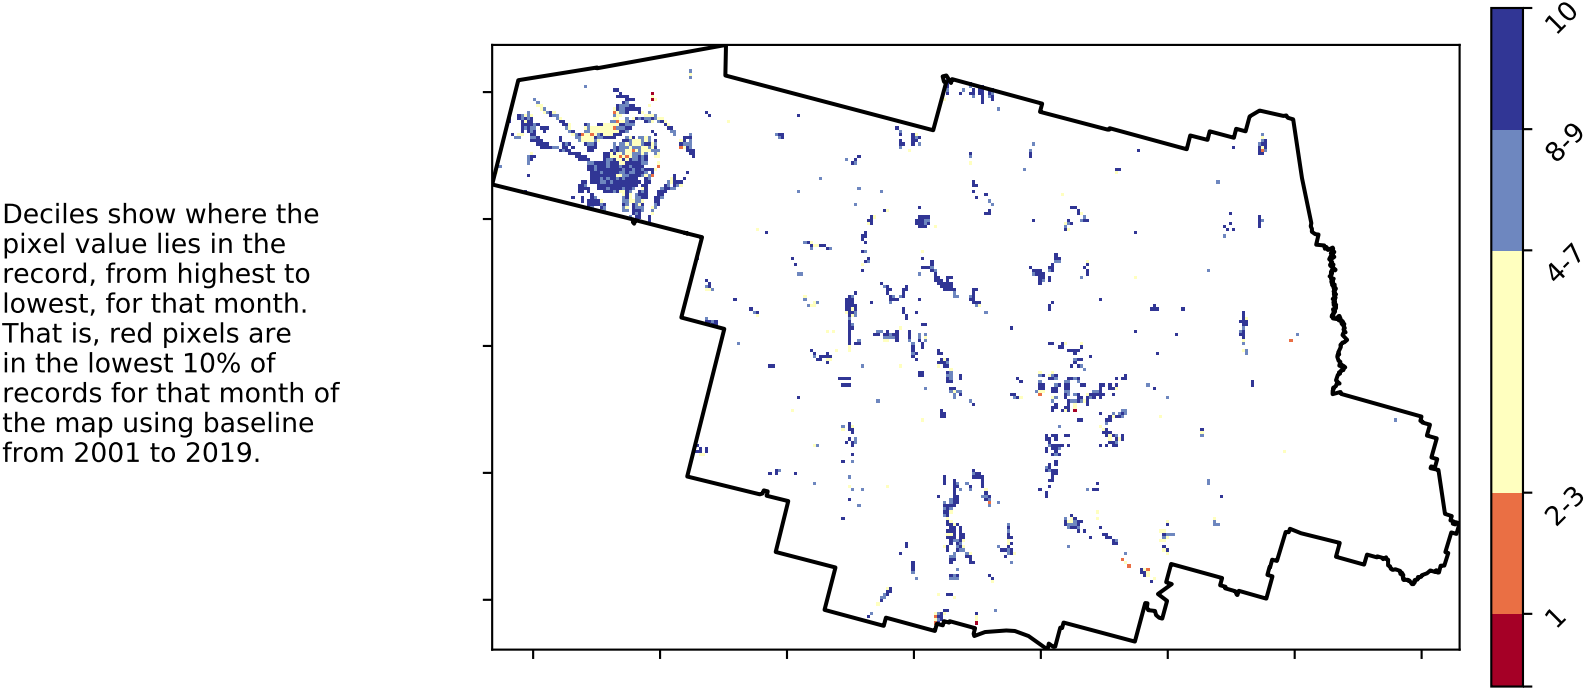 Deciles show where the
pixel value lies in the
record, from highest to
lowest, for that month.
That is, red pixels are
in the lowest 10% of
records for that month of
the map using baseline
from 2001 to 2019.
10
8-9
4-7
2-3
1